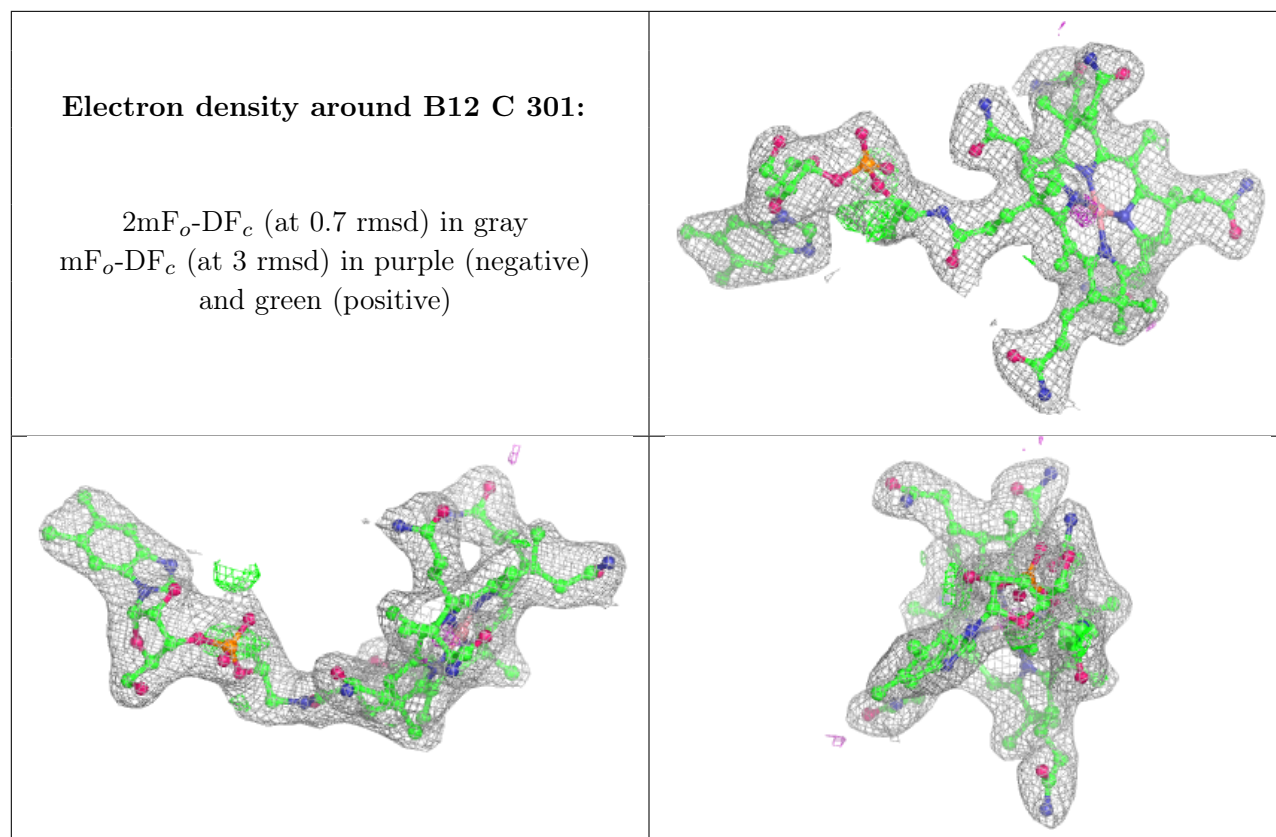 Electron density around B12 C 301:
2mFo-DFc (at 0.7 rmsd) in gray
mFo-DFc (at 3 rmsd) in purple (negative)
and green (positive)